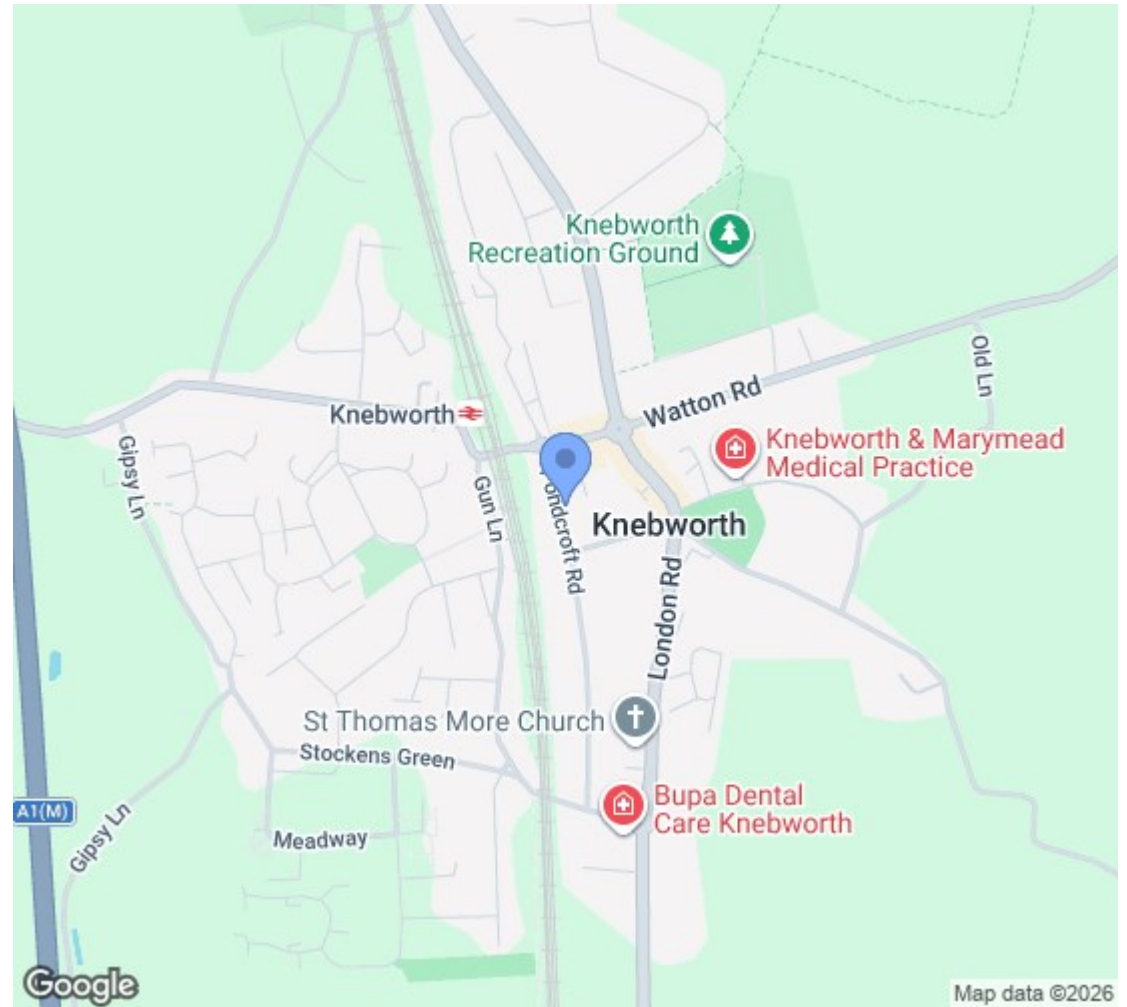 Knebworth
Recreation Ground
Watton Rd
Old Ln
Knebworth
Knebworth & Marymead
Medical Practice
Gipsy Ln
Gun Ln
Knebworth
London Rd
St Thomas More Church
Stockens Green
Bupa Dental
Care Knebworth
A1(M)
Gipsy Ln
Meadway
Google
Map data ©2026